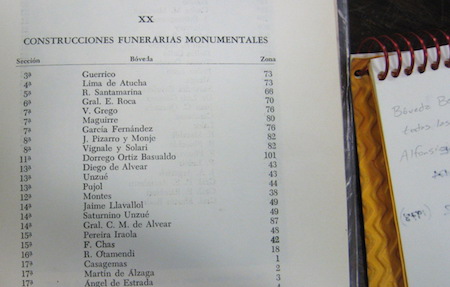 XX
CONSTRUCCIONES FUNERARIAS MONUMENTALES
Sección Bóveda Zona
3ª Guerrico 73
4ª Lima de Atucha 73
5ª R. Santamarina 66
6ª Gral. E. Roca 70
7ª V. Grego 76
7ª Maguirre 80
7ª García Fernández 76
8ª J. Pizarro y Monje 82
8ª Vignale y Solari 82
11ª Dorrego Ortiz Basualdo 101
13ª Diego de Alvear 43
13ª Unzué 43
13ª Pujol 44
12ª Montes 38
14ª Jaime Llavallol 49
14ª Saturnino Unzué 49
14ª Gral. C. M. de Alvear 87
15ª Pereira Iraola 48
15ª F. Chas 42
16ª R. Otamendi 18
17ª Casagemas 1
17ª Martín de Álzaga 2
17ª Ángel de Estrada 3
Bóveda